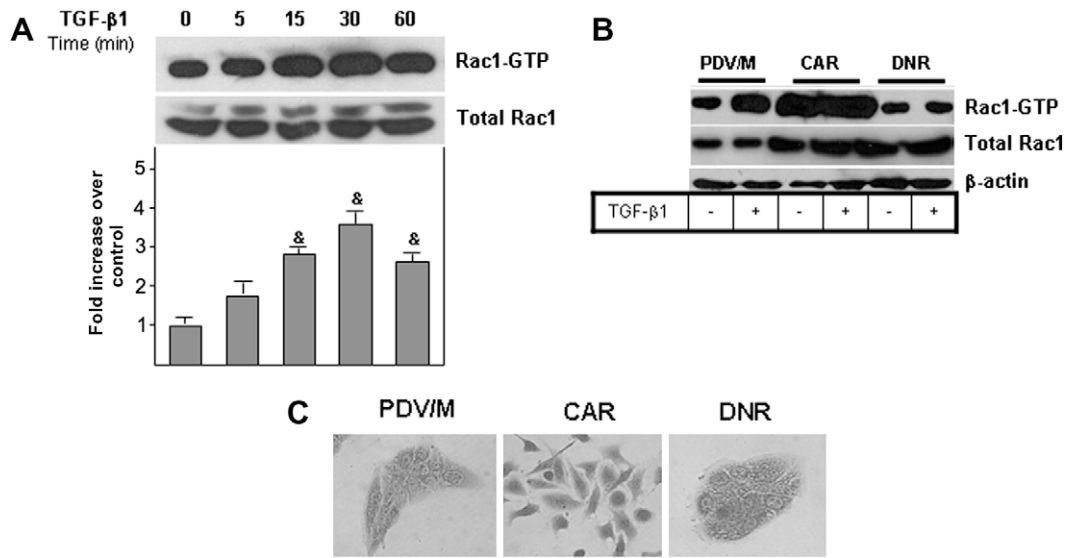 A
TGF-β1 0 5 15 30 60
Time (min)
Rac1-GTP
Total Rac1
Fold increase over
control
5
4
3
2
1
&
&
&
B
PDV/M CAR DNR
Rac1-GTP
Total Rac1
β-actin
TGF-β1 - + - + - +
C
PDV/M CAR DNR